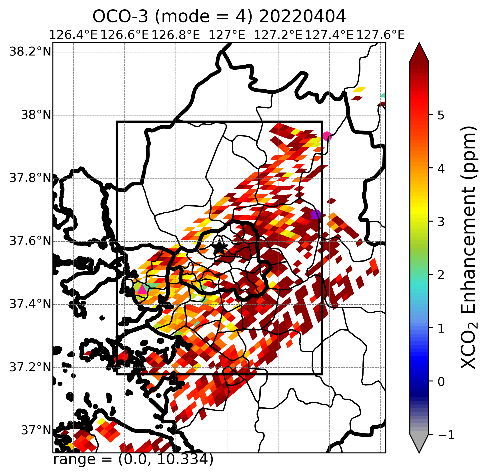 OCO-3 (mode = 4) 20220404
126.4°E 126.6°E 126.8°E 127°E 127.2°E 127.4°E 127.6°E
38.2°N
38°N
37.8°N
37.6°N
37.4°N
37.2°N
37°N
range = (0.0, 10.334)
5
4
3
2
1
0
−1
XCO₂ Enhancement (ppm)